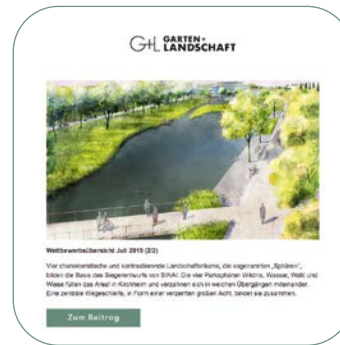 G+L GARTEN+
LANDSCHAFT
Wettbewerbsübersicht Juli 2019 (2/2)
Vier charakteristische und kontrastierende Landschaftsräume, die sogenannten „Sphären",
bilden die Basis des Siegerentwurfs von SINAI. Die vier Parksphären Wildnis, Wasser, Wald und
Wiese füllen das Areal in Kirchheim und verzahnen sich in weichen Übergängen miteinander.
Eine zentrale Wegeschleife, in Form einer verzerrten großen Acht, bindet sie zusammen.
Zum Beitrag